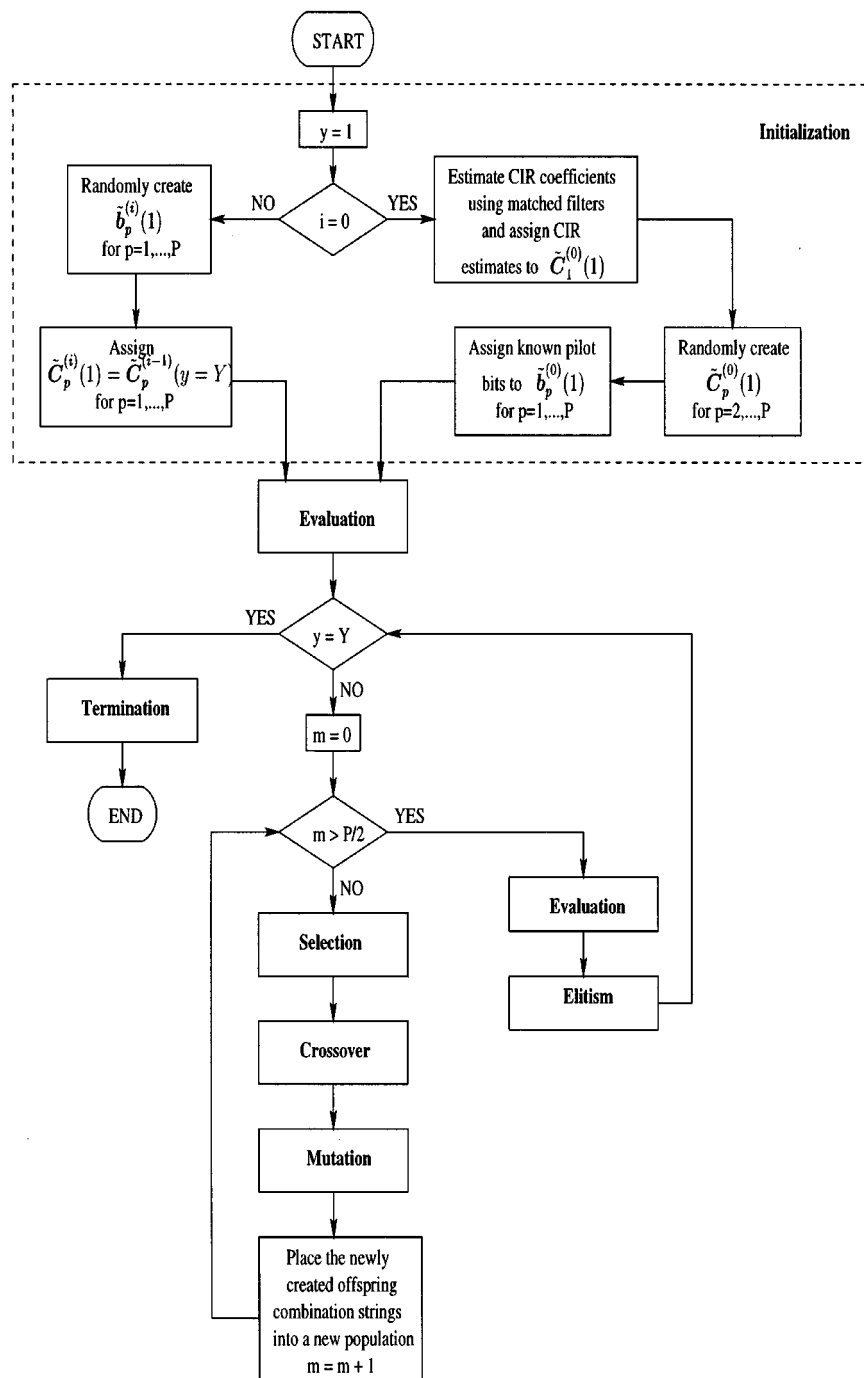 START
y = 1
Initialization
Randomly create
b̃_p^(i)(1)
for p=1,...,P
NO
i = 0
YES
Estimate CIR coefficients
using matched filters
and assign CIR
estimates to C̃_1^(0)(1)
Assign
C̃_p^(i)(1) = C̃_p^(i−1)(y = Y)
for p=1,...,P
Assign known pilot
bits to b̃_p^(0)(1)
for p=1,...,P
Randomly create
C̃_p^(0)(1)
for p=2,...,P
Evaluation
YES
y = Y
NO
Termination
m = 0
END
m > P/2
YES
NO
Evaluation
Selection
Elitism
Crossover
Mutation
Place the newly
created offspring
combination strings
into a new population
m = m + 1